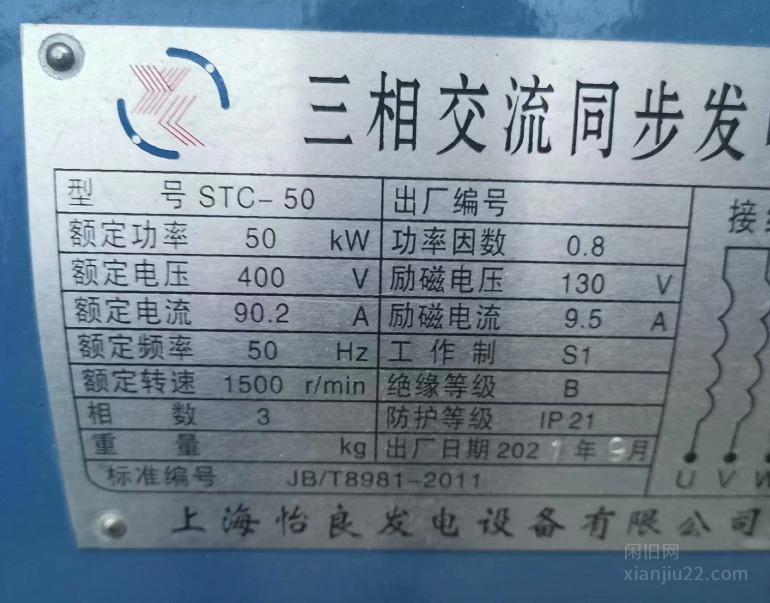 三相交流同步发
型 号 STC-50 出厂编号
额定功率 50 kW 功率因数 0.8
额定电压 400 V 励磁电压 130 V
额定电流 90.2 A 励磁电流 9.5 A
额定频率 50 Hz 工作制 S1
额定转速 1500 r/min 绝缘等级 B
相 数 3 防护等级 IP21
重 量 kg 出厂日期 2021年9月
标准编号 JB/T8981-2011
接
U V
上海怡良发电设备有限公司
闲旧网
xianjiu22.com